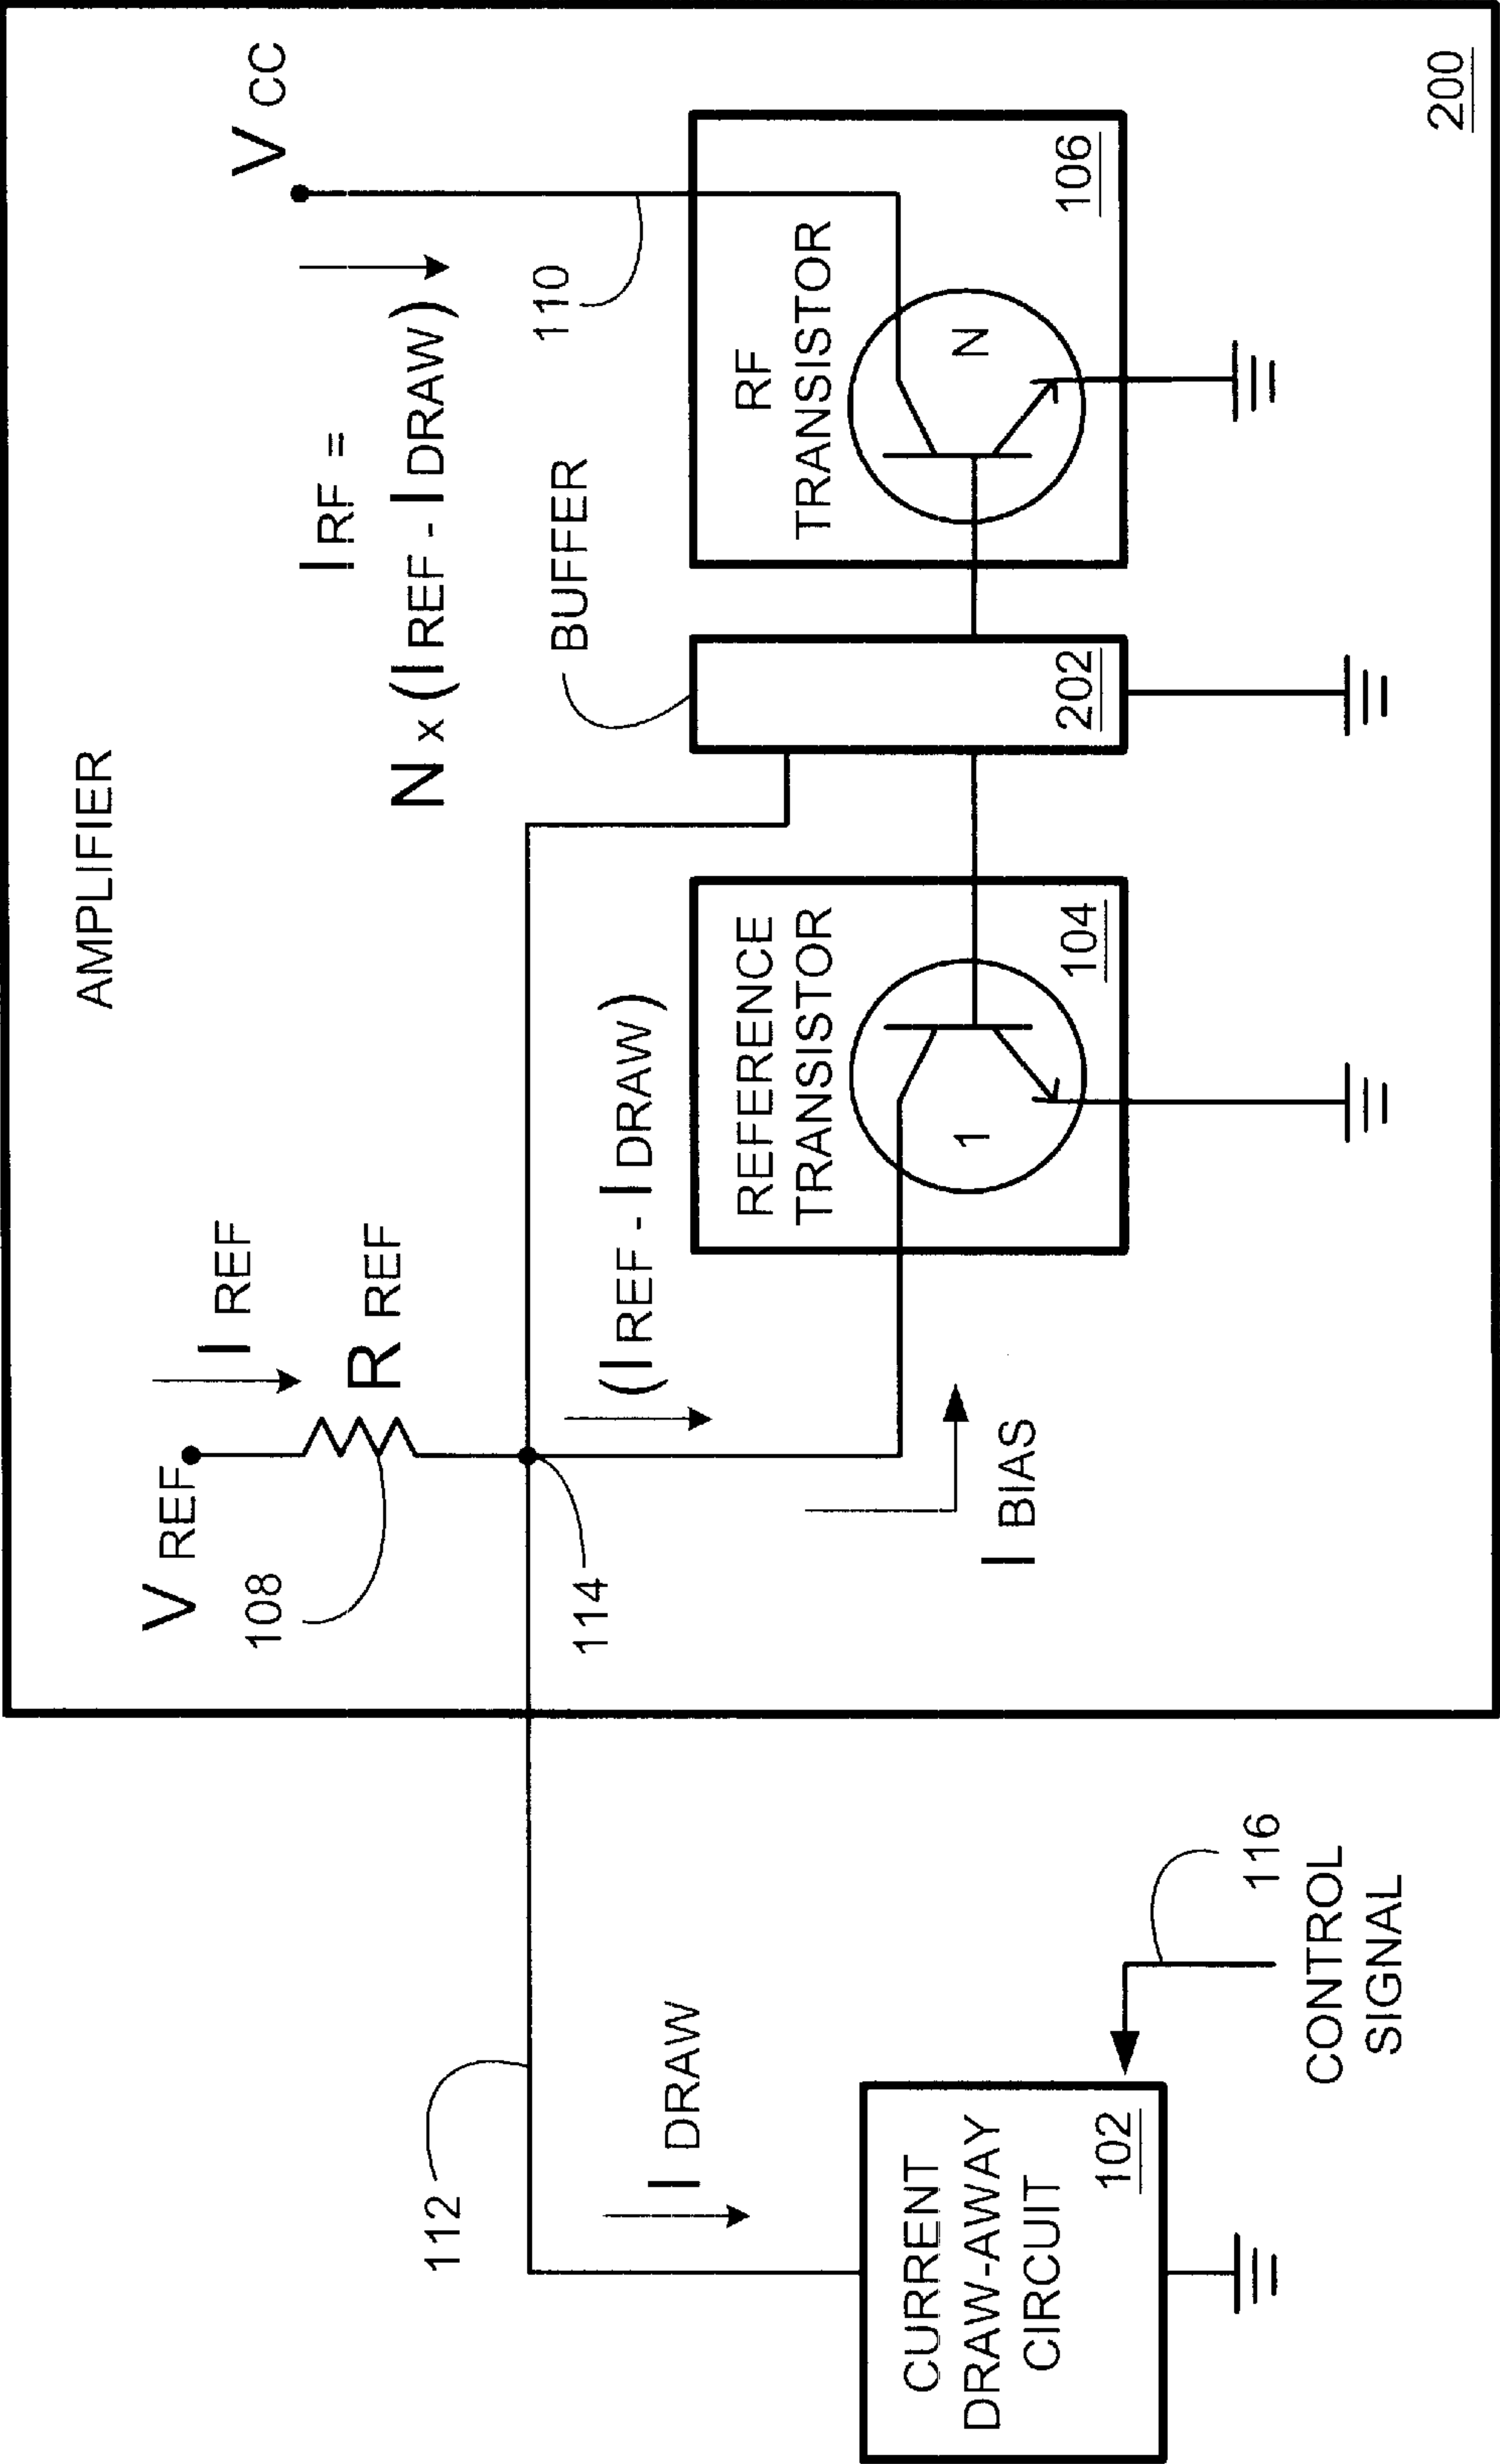 AMPLIFIER
V REF
I REF
R REF
108
114
(I REF - I DRAW)
I BIAS
REFERENCE
TRANSISTOR
1
104
BUFFER
202
I RF =
N x (I REF - I DRAW)
V CC
110
RF
TRANSISTOR
N
106
200
112
I DRAW
CURRENT
DRAW-AWAY
CIRCUIT
102
116
CONTROL
SIGNAL